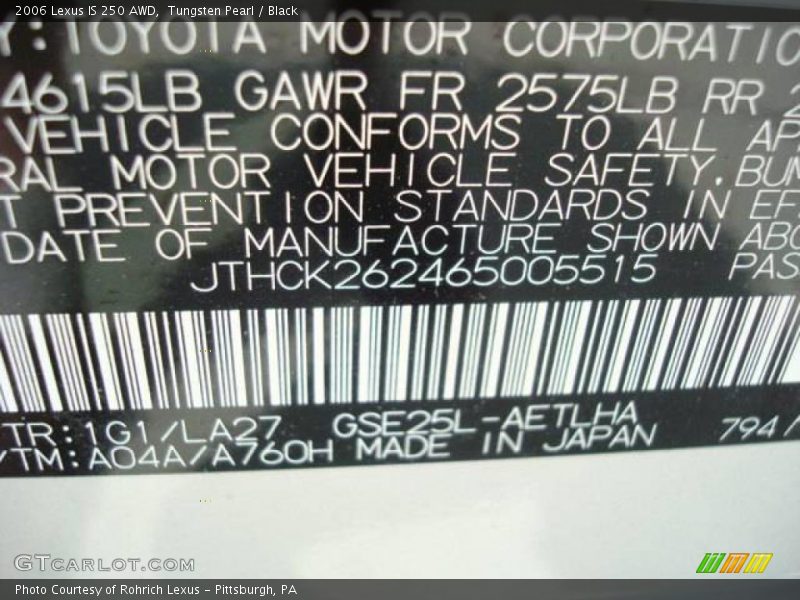 2006 Lexus IS 250 AWD,  Tungsten Pearl / Black
Y:TOYOTA MOTOR CORPORATIO
4615LB GAWR FR 2575LB RR 2
VEHICLE CONFORMS TO ALL AP
RAL MOTOR VEHICLE SAFETY,BUM
T PREVENTION STANDARDS IN EF
DATE OF MANUFACTURE SHOWN ABO
JTHCK262465005515 PAS
TR:1G1/LA27 GSE25L-AETLHA 794/
/TM:A04A/A760H MADE IN JAPAN
GTCARLOT.COM
Photo Courtesy of Rohrich Lexus – Pittsburgh, PA